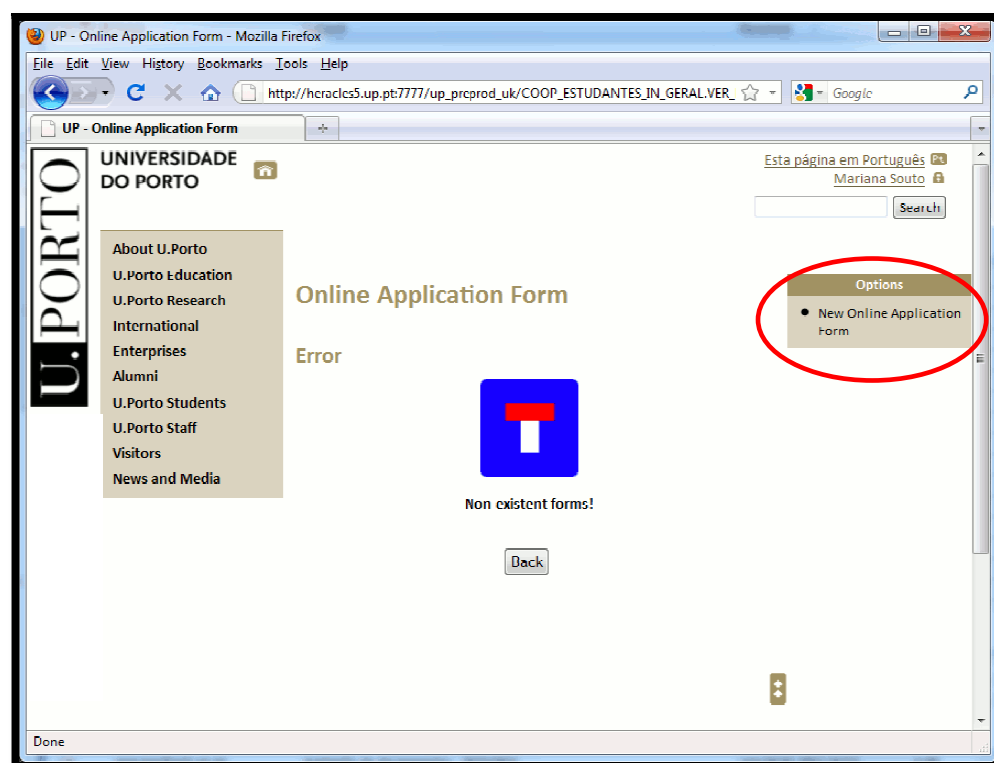 UP - Online Application Form - Mozilla Firefox
File Edit View History Bookmarks Tools Help
http://heracles5.up.pt:7777/up_preprod_uk/COOP_ESTUDANTES_IN_GERAL.VER_
Google
UP - Online Application Form
U.PORTO
UNIVERSIDADE
DO PORTO
Esta página em Português Pt
Mariana Souto
Search
About U.Porto
U.Porto Education
U.Porto Research
International
Enterprises
Alumni
U.Porto Students
U.Porto Staff
Visitors
News and Media
Online Application Form
Error
Non existent forms!
Back
Options
New Online Application
Form
Done